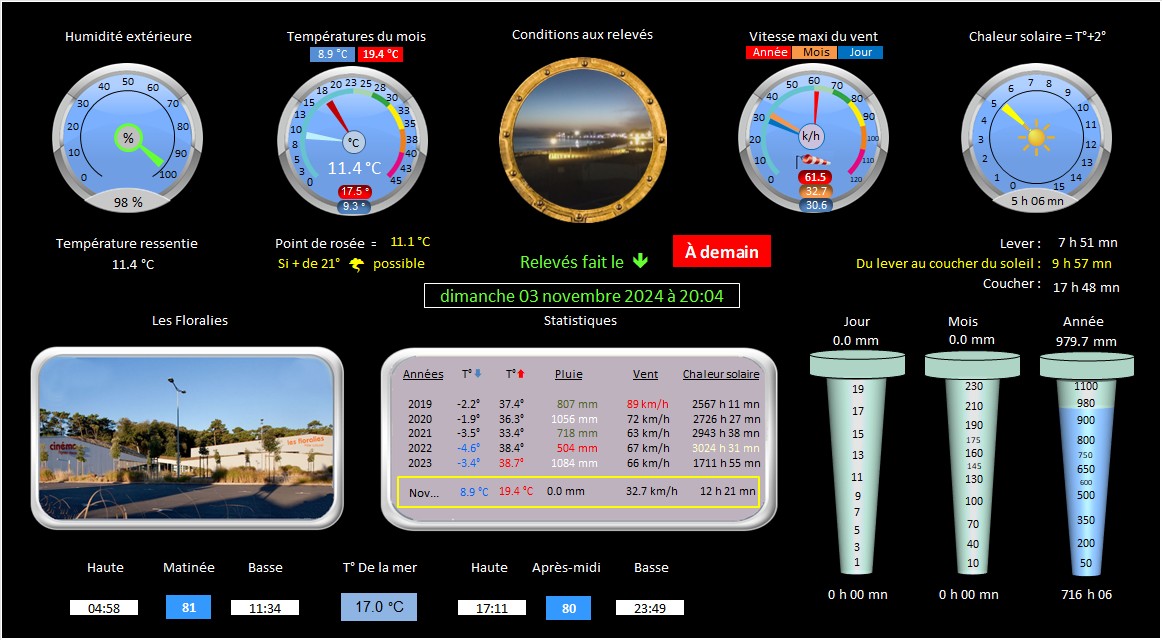 Humidité extérieure
0 10 20 30 40 50 60 70 80 90 100
%
98 %
Températures du mois
8.9 °C 19.4 °C
0 3 5 8 10 13 15 18 20 23 25 28 30 33 35 38 40 43 45
°C
11.4 °C
17.5 °
9.3 °
Conditions aux relevés
Vitesse maxi du vent
Année Mois Jour
0 10 20 30 40 50 60 70 80 90 100 110 120
k/h
61.5
32.7
30.6
Chaleur solaire = T°+2°
0 1 2 3 4 5 6 7 8 9 10 11 12 13 14 15
5 h 06 mn
Température ressentie
11.4 °C
Point de rosée = 11.1 °C
Si + de 21° possible
Relevés fait le
À demain
Lever : 7 h 51 mn
Du lever au coucher du soleil : 9 h 57 mn
Coucher : 17 h 48 mn
dimanche 03 novembre 2024 à 20:04
Les Floralies
cinéma
les floralies
Statistiques
Années T° T° Pluie Vent Chaleur solaire
2019 -2.2° 37.4° 807 mm 89 km/h 2567 h 11 mn
2020 -1.9° 36.3° 1056 mm 72 km/h 2726 h 27 mn
2021 -3.5° 33.4° 718 mm 63 km/h 2943 h 38 mn
2022 -4.6° 38.4° 504 mm 67 km/h 3024 h 31 mn
2023 -3.4° 38.7° 1084 mm 66 km/h 1711 h 55 mn
Nov... 8.9 °C 19.4 °C 0.0 mm 32.7 km/h 12 h 21 mn
Jour
0.0 mm
19
17
15
13
11
9
7
5
3
1
0 h 00 mn
Mois
0.0 mm
230
210
190
175
160
145
130
100
70
40
10
0 h 00 mn
Année
979.7 mm
1100
980
900
800
750
650
600
500
350
200
50
716 h 06
Haute Matinée Basse
04:58 81 11:34
T° De la mer
17.0 °C
Haute Après-midi Basse
17:11 80 23:49